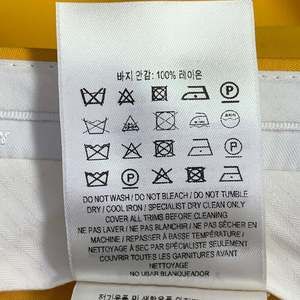 바지 안감: 100% 레이온
DO NOT WASH / DO NOT BLEACH / DO NOT TUMBLE
DRY / COOL IRON / SPECIALIST DRY CLEAN ONLY
COVER ALL TRIMS BEFORE CLEANING
NE PAS LAVER / NE PAS BLANCHIR / NE PAS SÉCHER EN
MACHINE / REPASSER À BASSE TEMPÉRATURE /
NETTOYAGE À SEC PAR SPÉCIALISTE SEULEMENT
COUVRIR TOUTES LES GARNITURES AVANT
NETTOYAGE
NO USAR BLANQUEADOR